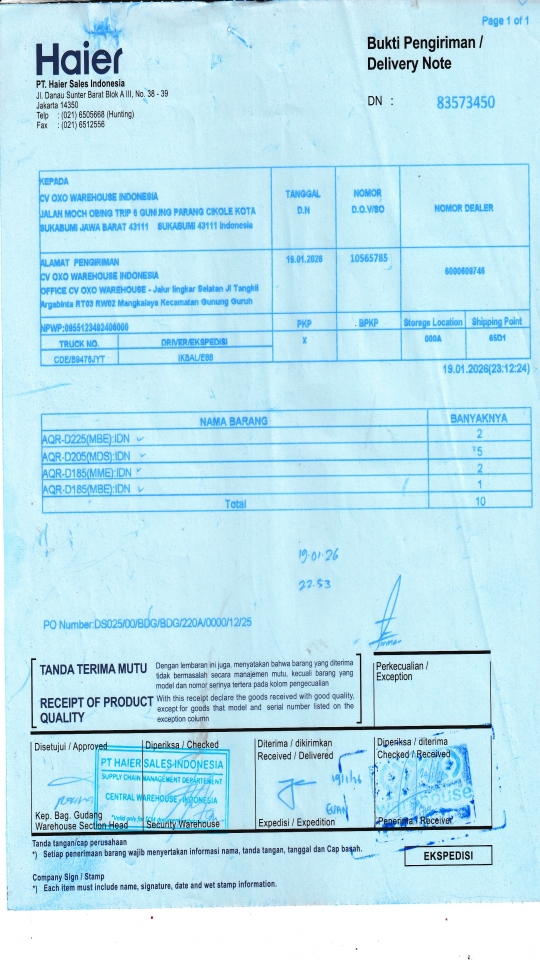 Page 1 of 1
Haier
Bukti Pengiriman /
Delivery Note
PT. Haier Sales Indonesia
Jl. Danau Sunter Barat Blok A III, No. 38 - 39
Jakarta 14350
Telp : (021) 6505668 (Hunting)
Fax : (021) 6512556
DN : 83573450
KEPADA
CV OXO WAREHOUSE INDONESIA
JALAN MOCH OBING TRIP 6 GUNUNG PARANG CIKOLE KOTA
SUKABUMI JAWA BARAT 43111 SUKABUMI 43111 Indonesia
TANGGAL
D.N
NOMOR
D.O.V/SO
NOMOR DEALER
ALAMAT PENGIRIMAN
CV OXO WAREHOUSE INDONESIA
OFFICE CV OXO WAREHOUSE - Jalur lingkar Selatan Jl Tangkil
Argabinta RT03 RW02 Mangkalaya Kecamatan Gunung Guruh
19.01.2026
10565785
6000609746
NPWP:0955123492406000
PKP
BPKP
Storage Location
Shipping Point
TRUCK NO.
DRIVER/EKSPEDISI
X
000A
65D1
CDE/B9476JYT
IKBAL/E88
19.01.2026(23:12:24)
NAMA BARANG BANYAKNYA
AQR-D225(MBE):IDN 2
AQR-D205(MDS):IDN 5
AQR-D185(MME):IDN 2
AQR-D185(MBE):IDN 1
Total 10
19.01.26
22.53
PO Number:DS025/00/BDG/BDG/220A/0000/12/25
TANDA TERIMA MUTU
Dengan lembaran ini juga, menyatakan bahwa barang yang diterima
tidak bermasalah secara manajemen mutu, kecuali barang yang
model dan nomor serinya tertera pada kolom pengecualian
RECEIPT OF PRODUCT
QUALITY
With this receipt declare the goods received with good quality,
except for goods that model and serial number listed on the
exception column
Perkecualian /
Exception
Disetujui / Approved
Diperiksa / Checked
Diterima / dikirimkan
Received / Delivered
Diperiksa / diterima
Checked / Received
PT HAIER SALES INDONESIA
SUPPLY CHAIN MANAGEMENT DEPARTEMENT
CENTRAL WAREHOUSE - INDONESIA
Kep. Bag. Gudang
Warehouse Section Head
Security Warehouse
Expedisi / Expedition
Penerima / Receiver
Tanda tangan/cap perusahaan
*) Setiap penerimaan barang wajib menyertakan informasi nama, tanda tangan, tanggal dan Cap basah.
EKSPEDISI
Company Sign / Stamp
*) Each item must include name, signature, date and wet stamp information.